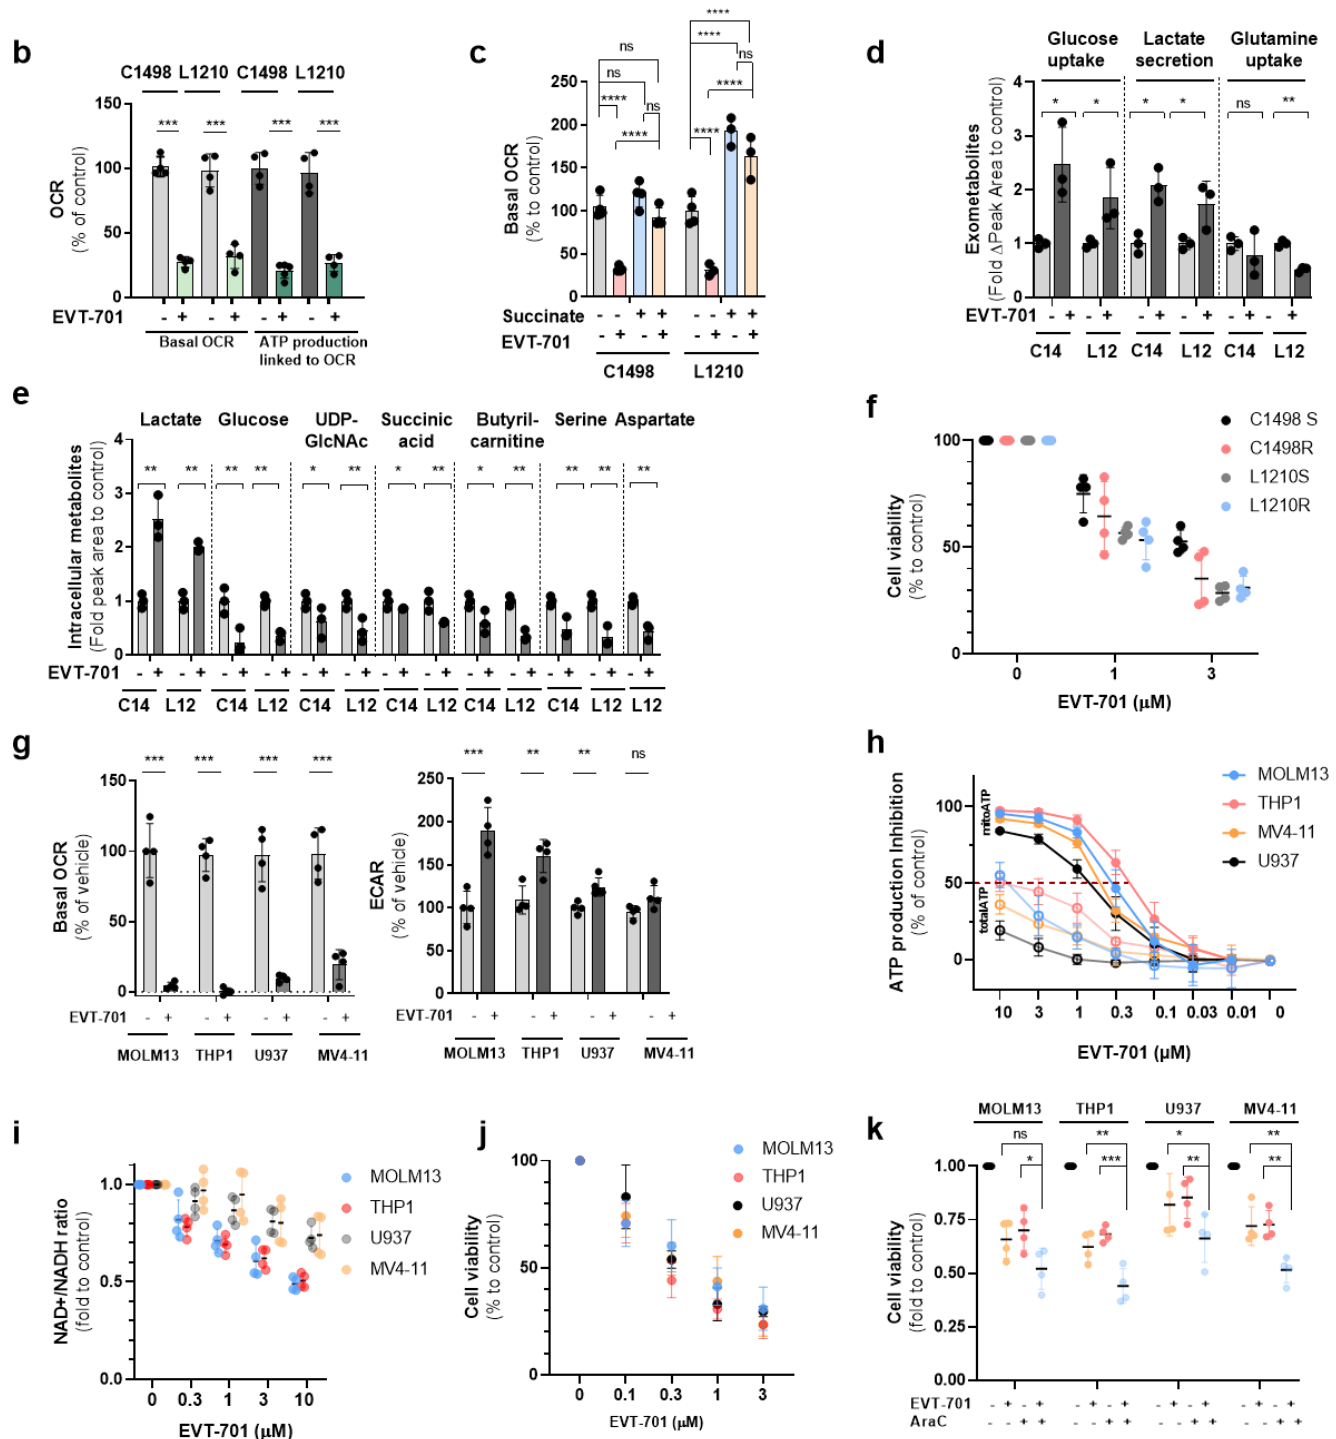 b
C1498 L1210 C1498 L1210
*** *** *** ***
150
100
50
0
OCR
(% of control)
EVT-701 - + - + - + - +
Basal OCR
ATP production
linked to OCR
c
ns
ns
**** ns
****
****
****
ns
****
****
250
200
150
100
50
0
Basal OCR
(% to control)
Succinate - - + + - - + +
EVT-701 - + - + - + - +
C1498 L1210
d
Glucose
uptake
Lactate
secretion
Glutamine
uptake
* * * * ns **
4
3
2
1
0
Exometabolites
(Fold ΔPeak Area to control)
EVT-701 - + - + - + - + - + - +
C14 L12 C14 L12 C14 L12
e
Lactate
Glucose
UDP-
GlcNAc
Succinic
acid
Butyril-
carnitine
Serine
Aspartate
** ** ** ** * ** * ** * ** ** ** **
4
2
1
0
Intracellular metabolites
(Fold peak area to control)
EVT-701 - + - + - + - + - + - + - + - + - + - + - + - + - +
C14 L12 C14 L12 C14 L12 C14 L12 C14 L12 C14 L12 L12
f
C1498 S
C1498R
L1210S
L1210R
100
50
0
Cell viability
(% to control)
0 1 3
EVT-701 (µM)
g
*** *** *** ***
150
100
50
0
Basal OCR
(% of vehicle)
EVT-701 - + - + - + - +
MOLM13 THP1 U937 MV4-11
*** ** ** ns
250
200
150
100
50
0
ECAR
(% of vehicle)
EVT-701 - + - + - + - +
MOLM13 THP1 U937 MV4-11
h
MOLM13
THP1
MV4-11
U937
mitoATP
totalATP
100
50
0
ATP production Inhibition
(% of control)
10 3 1 0.3 0.1 0.03 0.01 0
EVT-701 (µM)
i
MOLM13
THP1
U937
MV4-11
1.0
0.5
0.0
NAD+/NADH ratio
(fold to control)
0 0.3 1 3 10
EVT-701 (µM)
j
MOLM13
THP1
U937
MV4-11
100
50
0
Cell viability
(% to control)
0 0.1 0.3 1 3
EVT-701 (µM)
k
MOLM13 THP1 U937 MV4-11
ns ** * **
* *** ** **
1.00
0.75
0.50
0.25
0.00
Cell viability
(fold to control)
EVT-701 - + - + - + - + - + - + - + - +
AraC - - + + - - + + - - + + - - + +